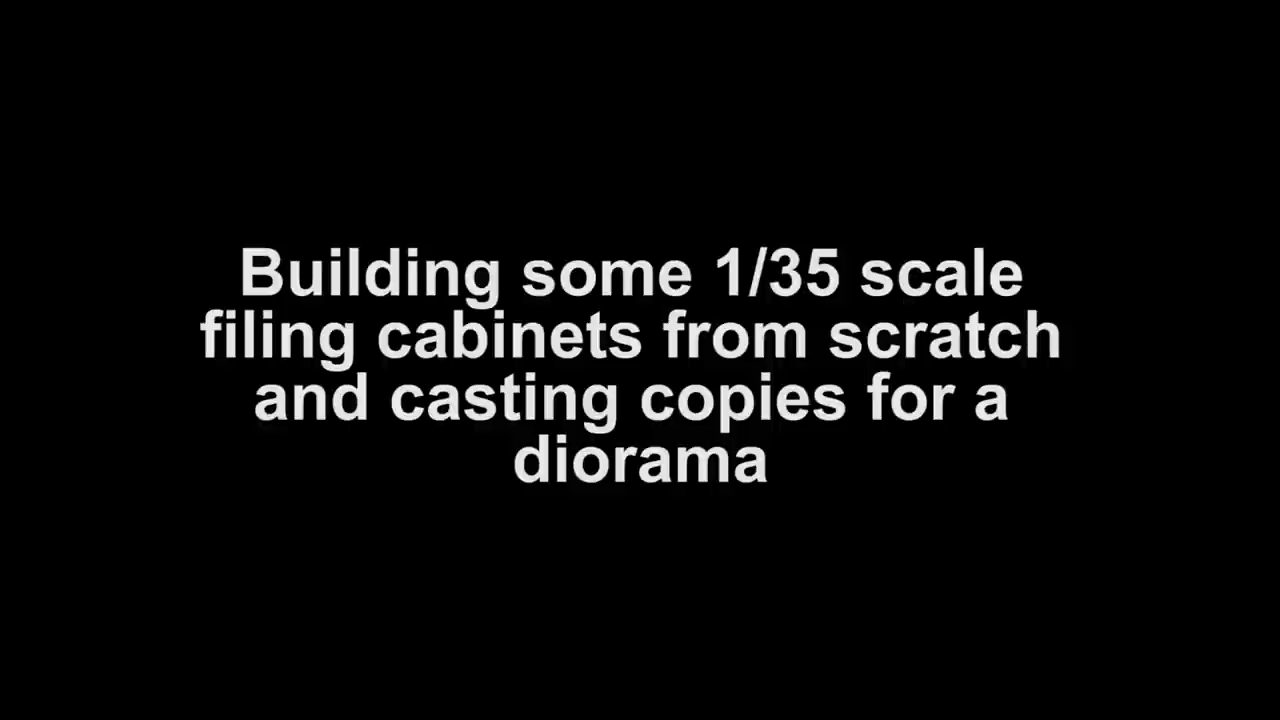 Building some 1/35 scale
filing cabinets from scratch
and casting copies for a
diorama